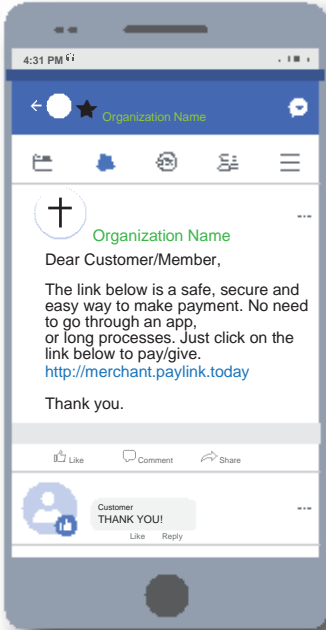 4:31 PM
Organization Name
Organization Name
Dear Customer/Member,
The link below is a safe, secure and
easy way to make payment. No need
to go through an app,
or long processes. Just click on the
link below to pay/give.
http://merchant.paylink.today
Thank you.
Like Comment Share
Customer
THANK YOU!
Like Reply